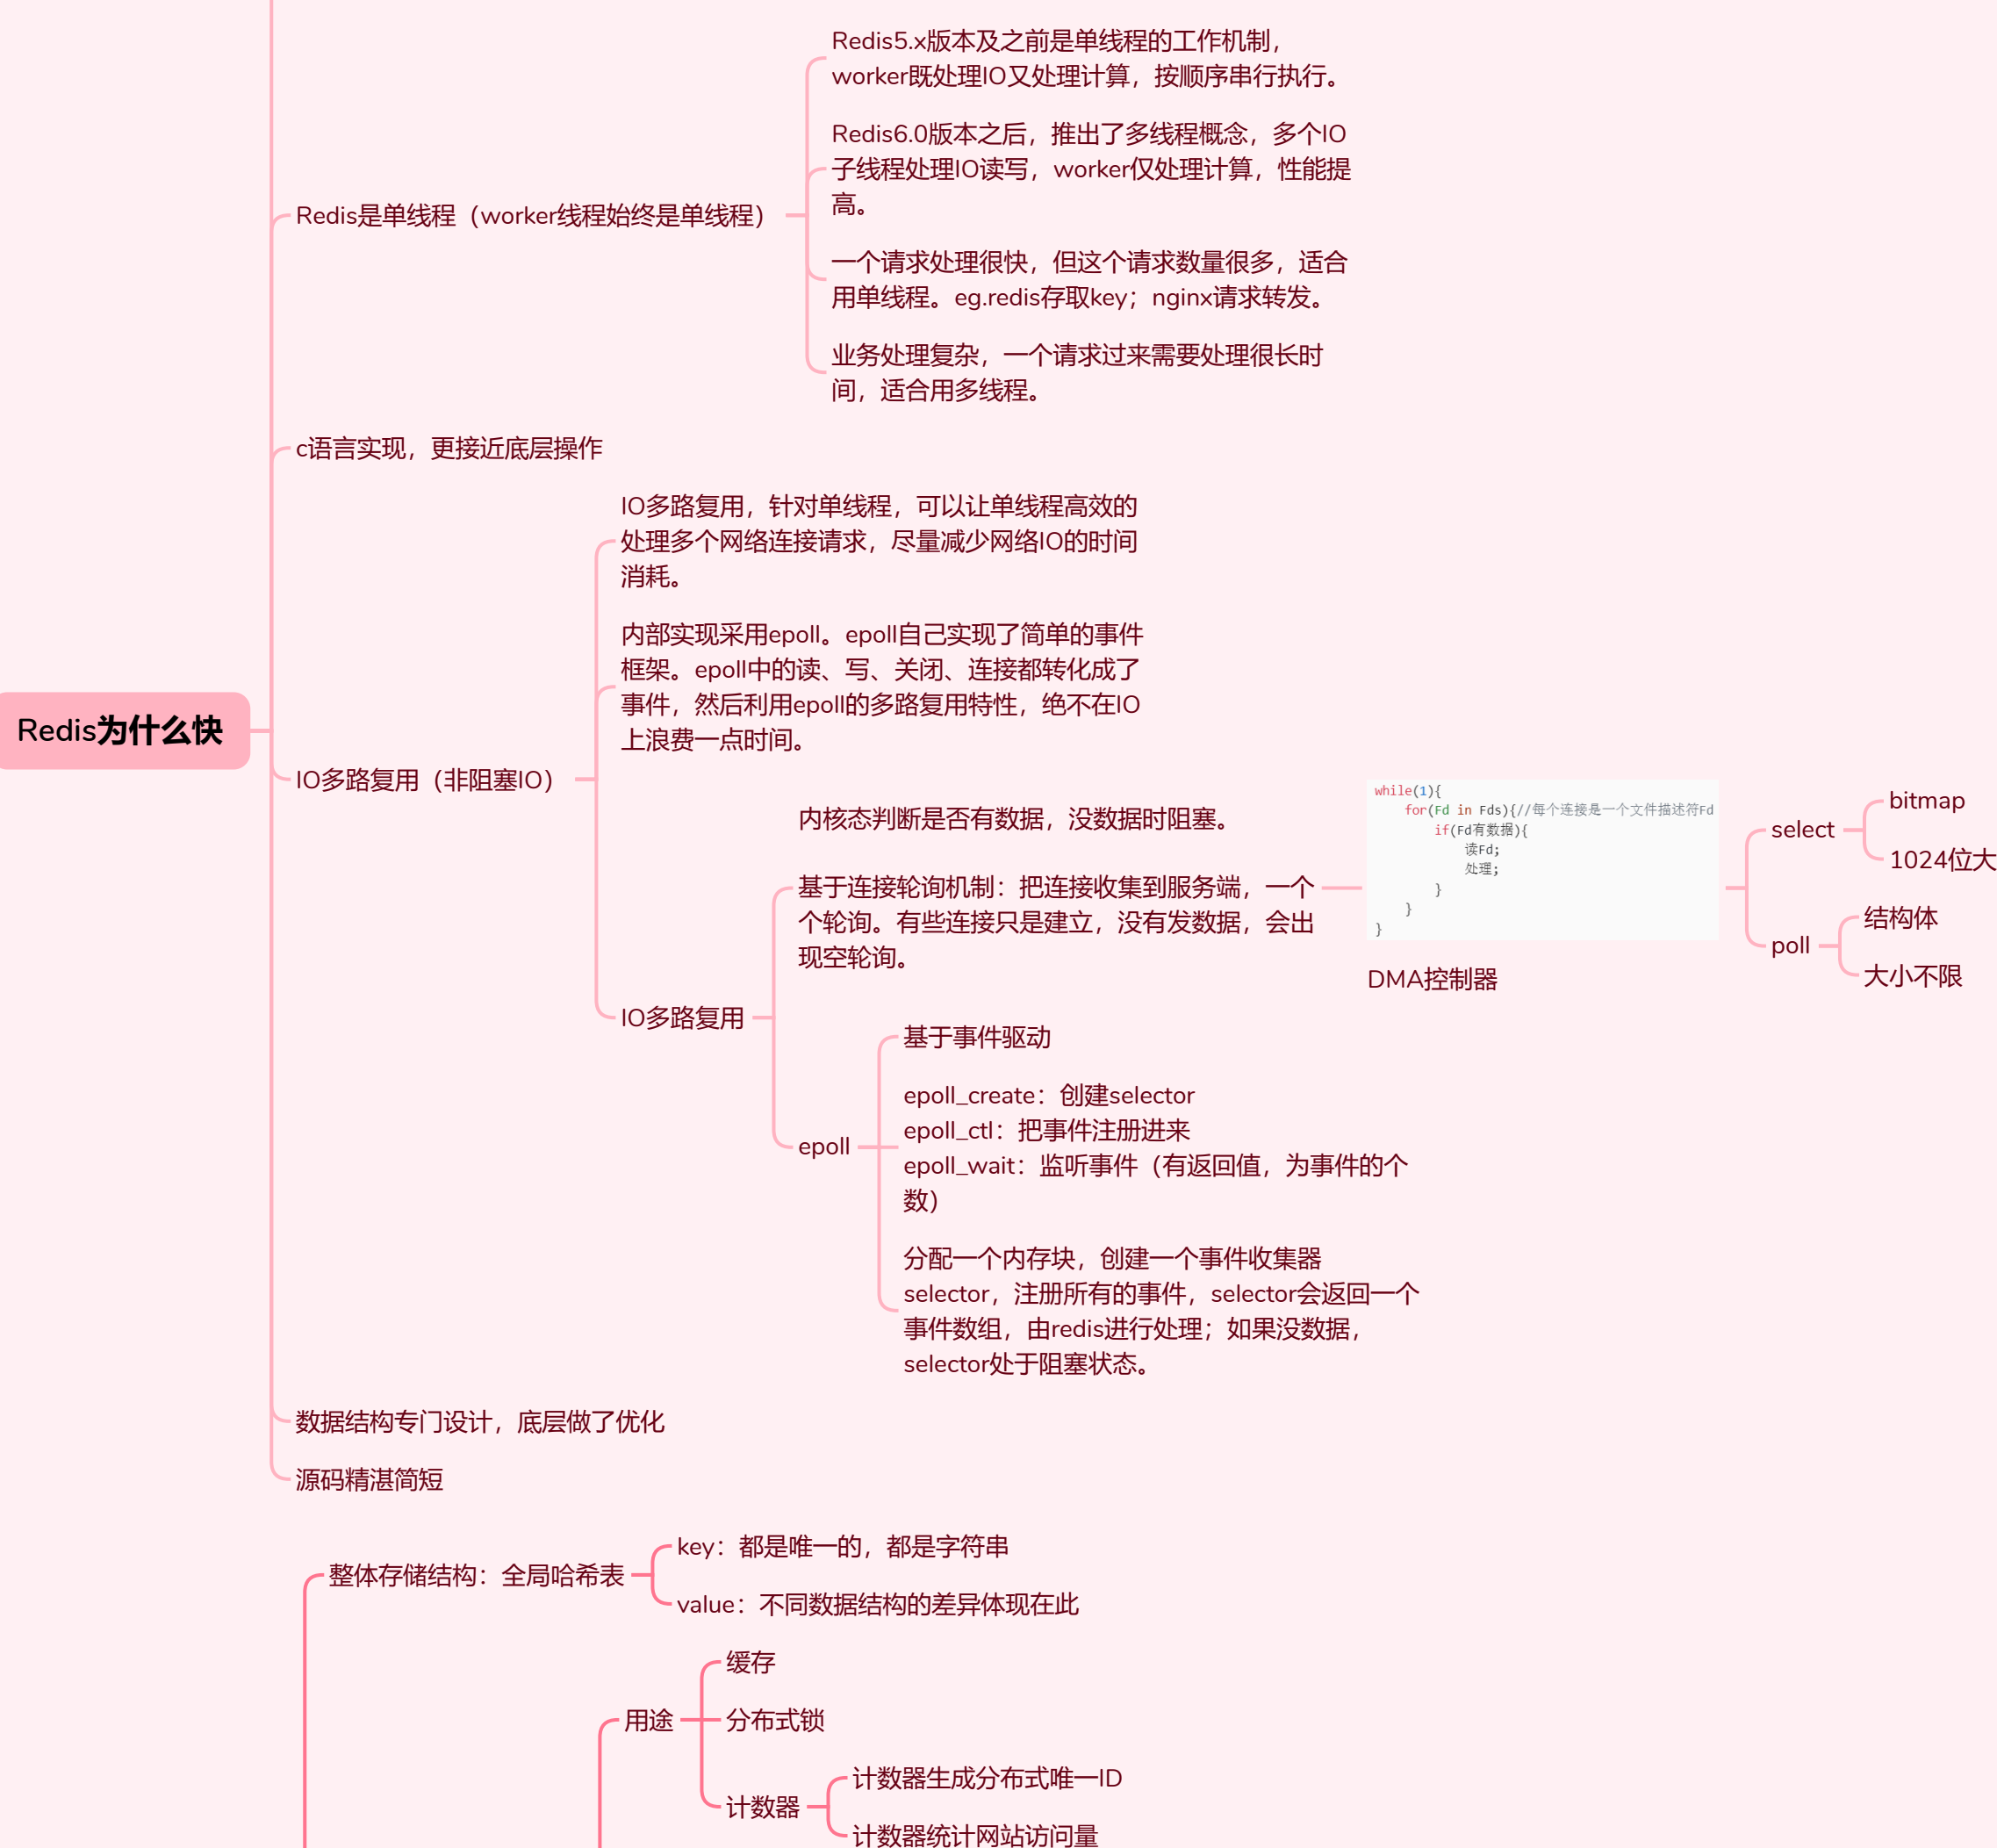 Redis为什么快
Redis是单线程（worker线程始终是单线程）
Redis5.x版本及之前是单线程的工作机制，
worker既处理IO又处理计算，按顺序串行执行。
Redis6.0版本之后，推出了多线程概念，多个IO
子线程处理IO读写，worker仅处理计算，性能提
高。
一个请求处理很快，但这个请求数量很多，适合
用单线程。eg.redis存取key；nginx请求转发。
业务处理复杂，一个请求过来需要处理很长时
间，适合用多线程。
c语言实现，更接近底层操作
IO多路复用（非阻塞IO）
IO多路复用，针对单线程，可以让单线程高效的
处理多个网络连接请求，尽量减少网络IO的时间
消耗。
内部实现采用epoll。epoll自己实现了简单的事件
框架。epoll中的读、写、关闭、连接都转化成了
事件，然后利用epoll的多路复用特性，绝不在IO
上浪费一点时间。
IO多路复用
内核态判断是否有数据，没数据时阻塞。
基于连接轮询机制：把连接收集到服务端，一个
个轮询。有些连接只是建立，没有发数据，会出
现空轮询。
while(1){
for(Fd in Fds){//每个连接是一个文件描述符Fd
if(Fd有数据){
读Fd;
处理;
}
}
}
DMA控制器
select
bitmap
1024位大
poll
结构体
大小不限
epoll
基于事件驱动
epoll_create：创建selector
epoll_ctl：把事件注册进来
epoll_wait：监听事件（有返回值，为事件的个
数）
分配一个内存块，创建一个事件收集器
selector，注册所有的事件，selector会返回一个
事件数组，由redis进行处理；如果没数据，
selector处于阻塞状态。
数据结构专门设计，底层做了优化
源码精湛简短
整体存储结构：全局哈希表
key：都是唯一的，都是字符串
value：不同数据结构的差异体现在此
用途
缓存
分布式锁
计数器
计数器生成分布式唯一ID
计数器统计网站访问量